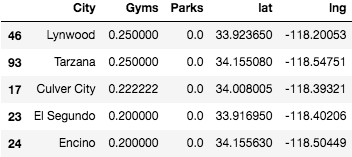 City Gyms Parks lat lng
46 Lynwood 0.250000 0.0 33.923650 -118.20053
93 Tarzana 0.250000 0.0 34.155080 -118.54751
17 Culver City 0.222222 0.0 34.008005 -118.39321
23 El Segundo 0.200000 0.0 33.916950 -118.40206
24 Encino 0.200000 0.0 34.155630 -118.50449